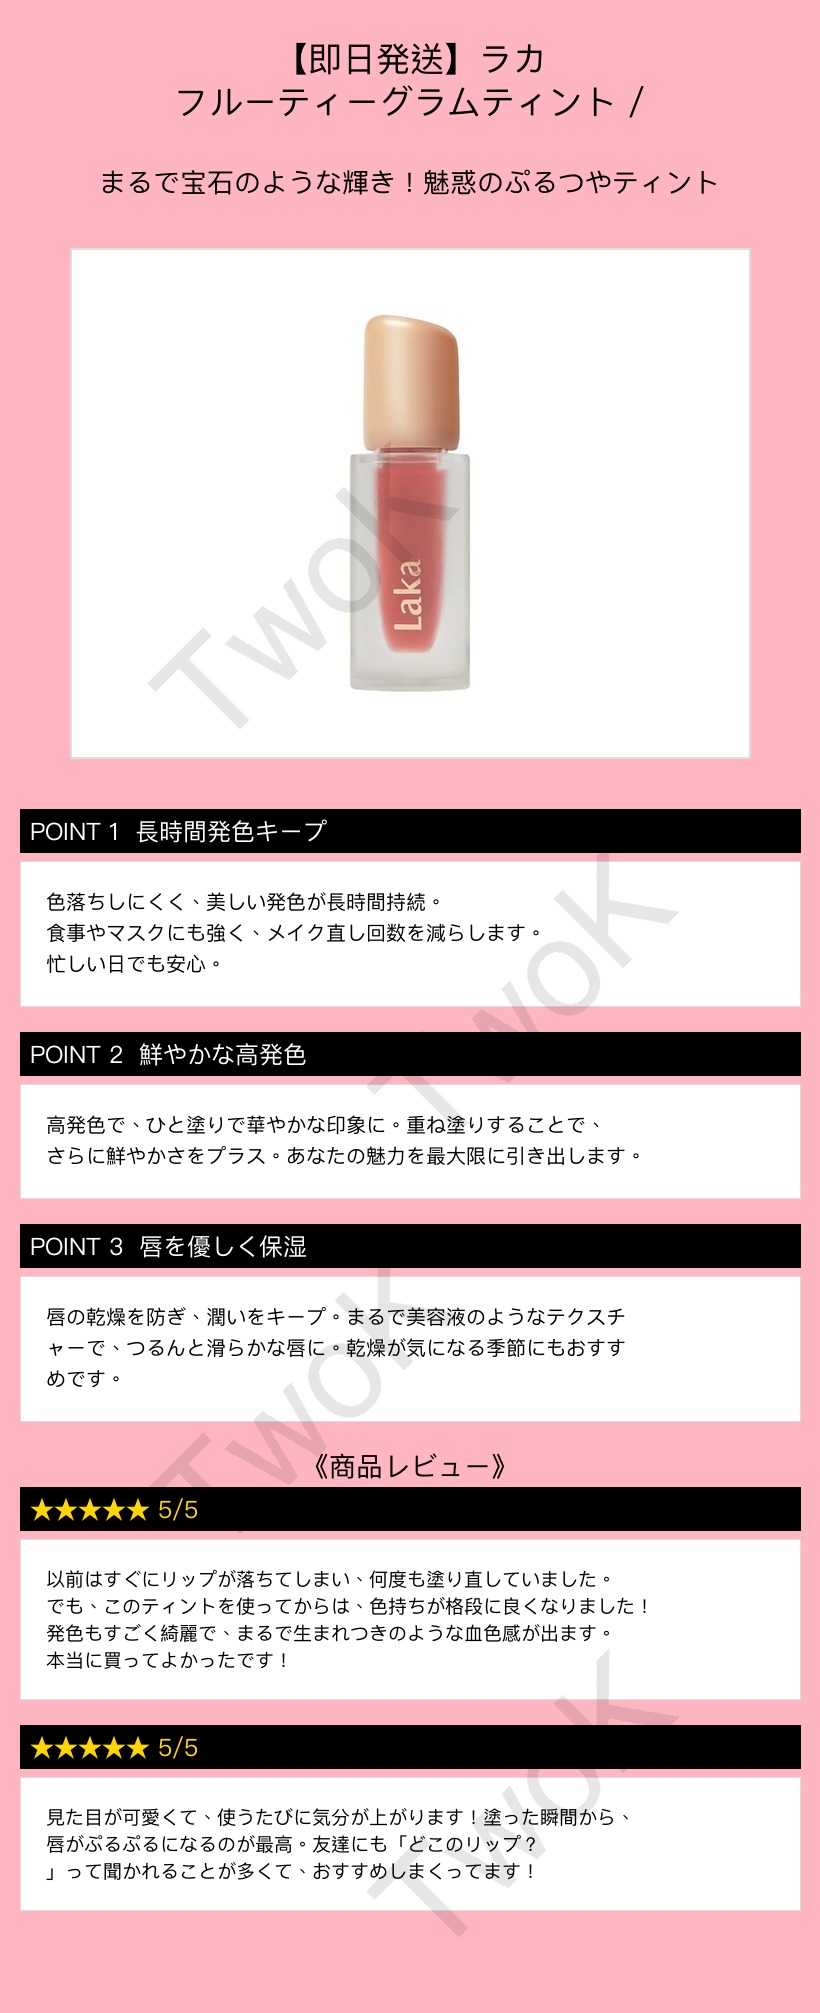 【即日発送】ラカ
フルーティーグラムティント /
まるで宝石のような輝き！魅惑のぷるつやティント
Laka
TwoK
POINT 1 長時間発色キープ
色落ちしにくく、美しい発色が長時間持続。
食事やマスクにも強く、メイク直し回数を減らします。
忙しい日でも安心。
TwoK
POINT 2 鮮やかな高発色
高発色で、ひと塗りで華やかな印象に。重ね塗りすることで、
さらに鮮やかさをプラス。あなたの魅力を最大限に引き出します。
POINT 3 唇を優しく保湿
唇の乾燥を防ぎ、潤いをキープ。まるで美容液のようなテクスチ
ャーで、つるんと滑らかな唇に。乾燥が気になる季節にもおすす
めです。
TwoK
《商品レビュー》
★★★★★ 5/5
以前はすぐにリップが落ちてしまい、何度も塗り直していました。
でも、このティントを使ってからは、色持ちが格段に良くなりました！
発色もすごく綺麗で、まるで生まれつきのような血色感が出ます。
本当に買ってよかったです！
★★★★★ 5/5
見た目が可愛くて、使うたびに気分が上がります！塗った瞬間から、
唇がぷるぷるになるのが最高。友達にも「どこのリップ？
」って聞かれることが多くて、おすすめしまくってます！
TwoK